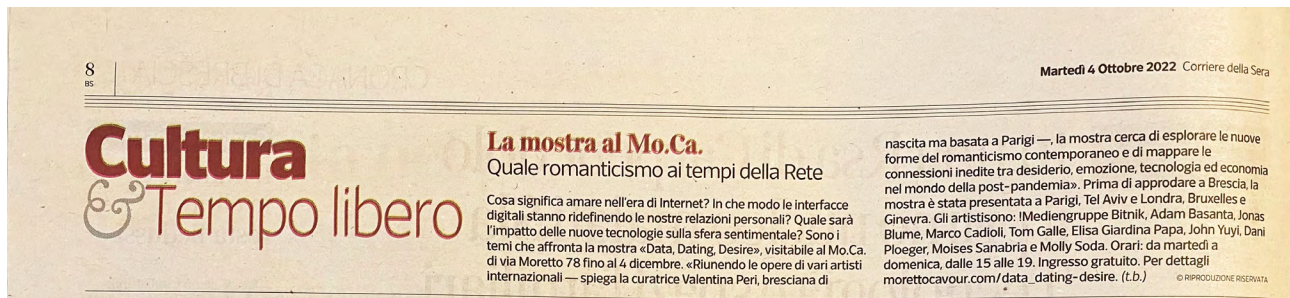 8
BS
Martedì 4 Ottobre 2022 Corriere della Sera
Cultura
& Tempo libero
La mostra al Mo.Ca.
Quale romanticismo ai tempi della Rete
Cosa significa amare nell'era di Internet? In che modo le interfacce
digitali stanno ridefinendo le nostre relazioni personali? Quale sarà
l'impatto delle nuove tecnologie sulla sfera sentimentale? Sono i
temi che affronta la mostra «Data, Dating, Desire», visitabile al Mo.Ca.
di via Moretto 78 fino al 4 dicembre. «Riunendo le opere di vari artisti
internazionali — spiega la curatrice Valentina Peri, bresciana di
nascita ma basata a Parigi —, la mostra cerca di esplorare le nuove
forme del romanticismo contemporaneo e di mappare le
connessioni inedite tra desiderio, emozione, tecnologia ed economia
nel mondo della post-pandemia». Prima di approdare a Brescia, la
mostra è stata presentata a Parigi, Tel Aviv e Londra, Bruxelles e
Ginevra. Gli artistisono: !Mediengruppe Bitnik, Adam Basanta, Jonas
Blume, Marco Cadioli, Tom Galle, Elisa Giardina Papa, John Yuyi, Dani
Ploeger, Moises Sanabria e Molly Soda. Orari: da martedì a
domenica, dalle 15 alle 19. Ingresso gratuito. Per dettagli
morettocavour.com/data_dating-desire. (t.b.)
© RIPRODUZIONE RISERVATA